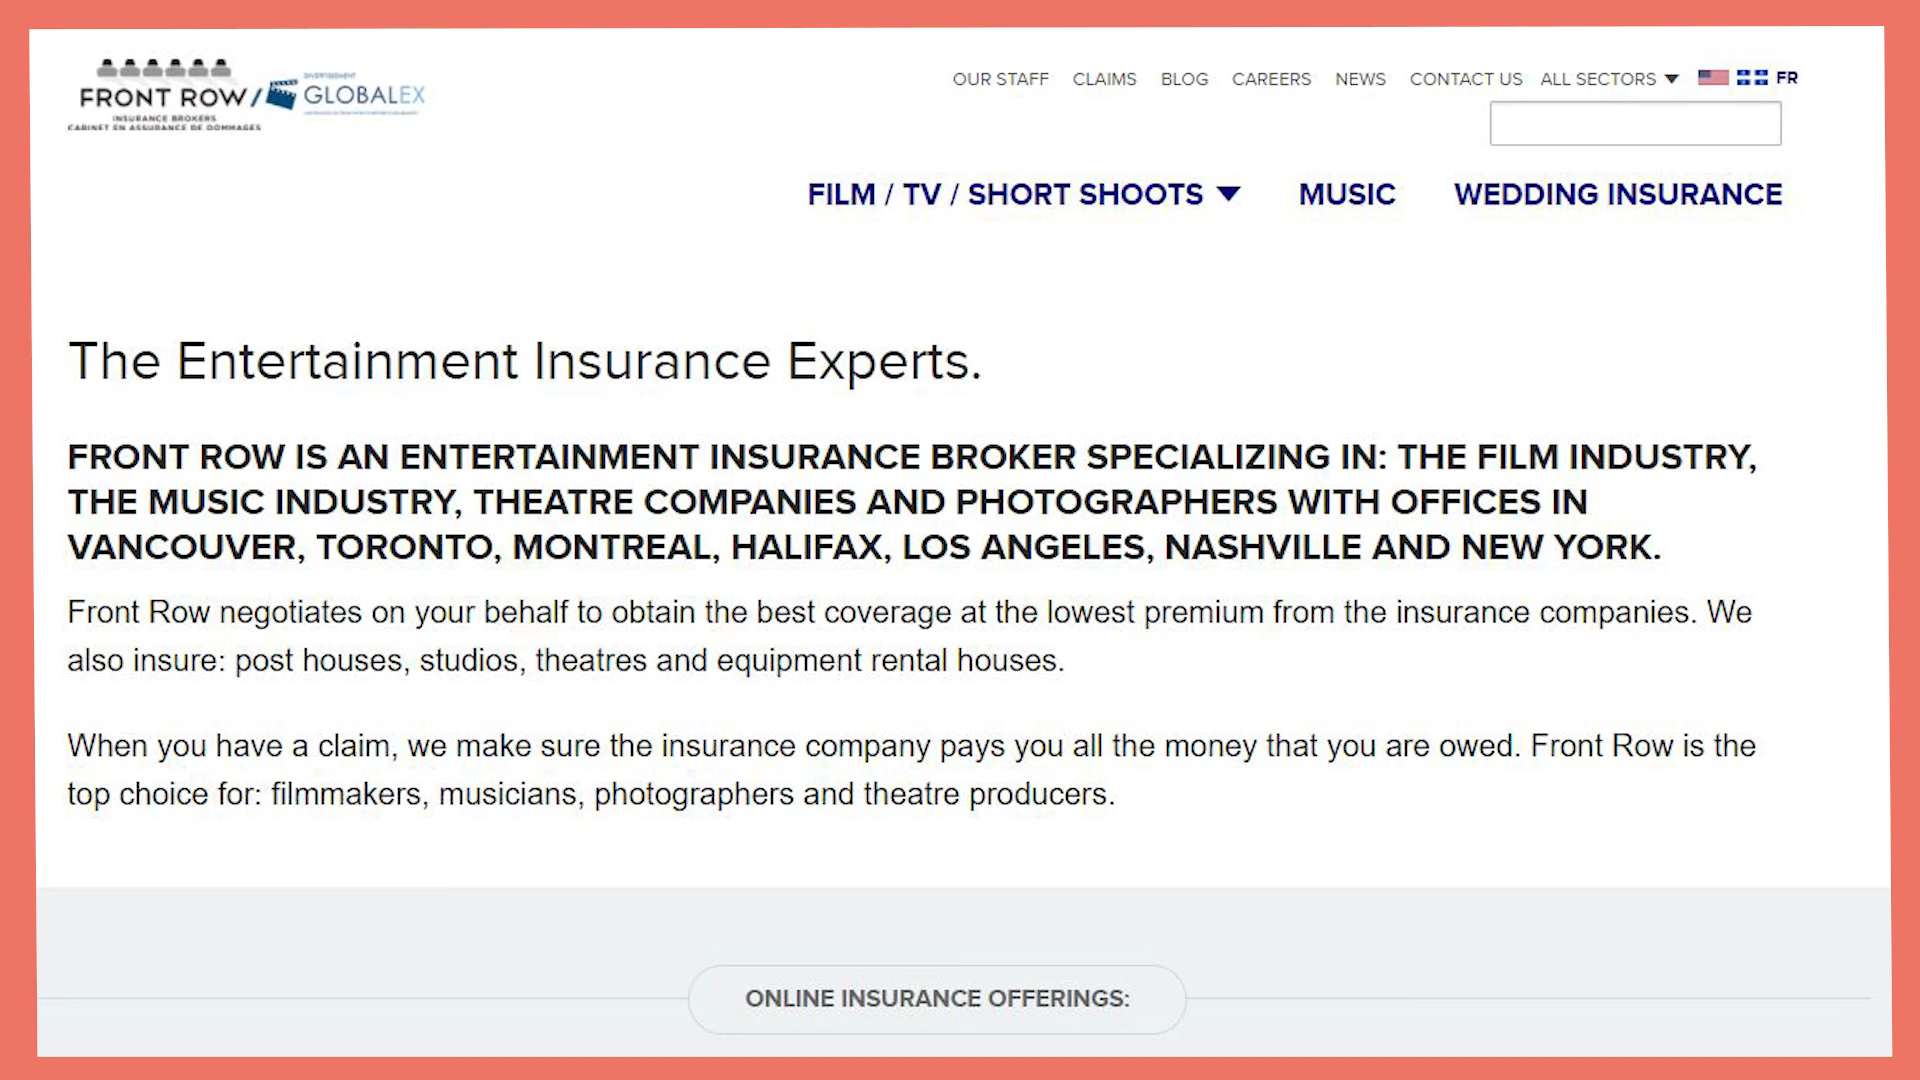 FRONT ROW
INSURANCE BROKERS
CABINET EN ASSURANCE DE DOMMAGES
DIVERTISSEMENT
GLOBALEX
OUR STAFF CLAIMS BLOG CAREERS NEWS CONTACT US ALL SECTORS FR
FILM / TV / SHORT SHOOTS MUSIC WEDDING INSURANCE
The Entertainment Insurance Experts.
FRONT ROW IS AN ENTERTAINMENT INSURANCE BROKER SPECIALIZING IN: THE FILM INDUSTRY,
THE MUSIC INDUSTRY, THEATRE COMPANIES AND PHOTOGRAPHERS WITH OFFICES IN
VANCOUVER, TORONTO, MONTREAL, HALIFAX, LOS ANGELES, NASHVILLE AND NEW YORK.
Front Row negotiates on your behalf to obtain the best coverage at the lowest premium from the insurance companies. We
also insure: post houses, studios, theatres and equipment rental houses.
When you have a claim, we make sure the insurance company pays you all the money that you are owed. Front Row is the
top choice for: filmmakers, musicians, photographers and theatre producers.
ONLINE INSURANCE OFFERINGS: